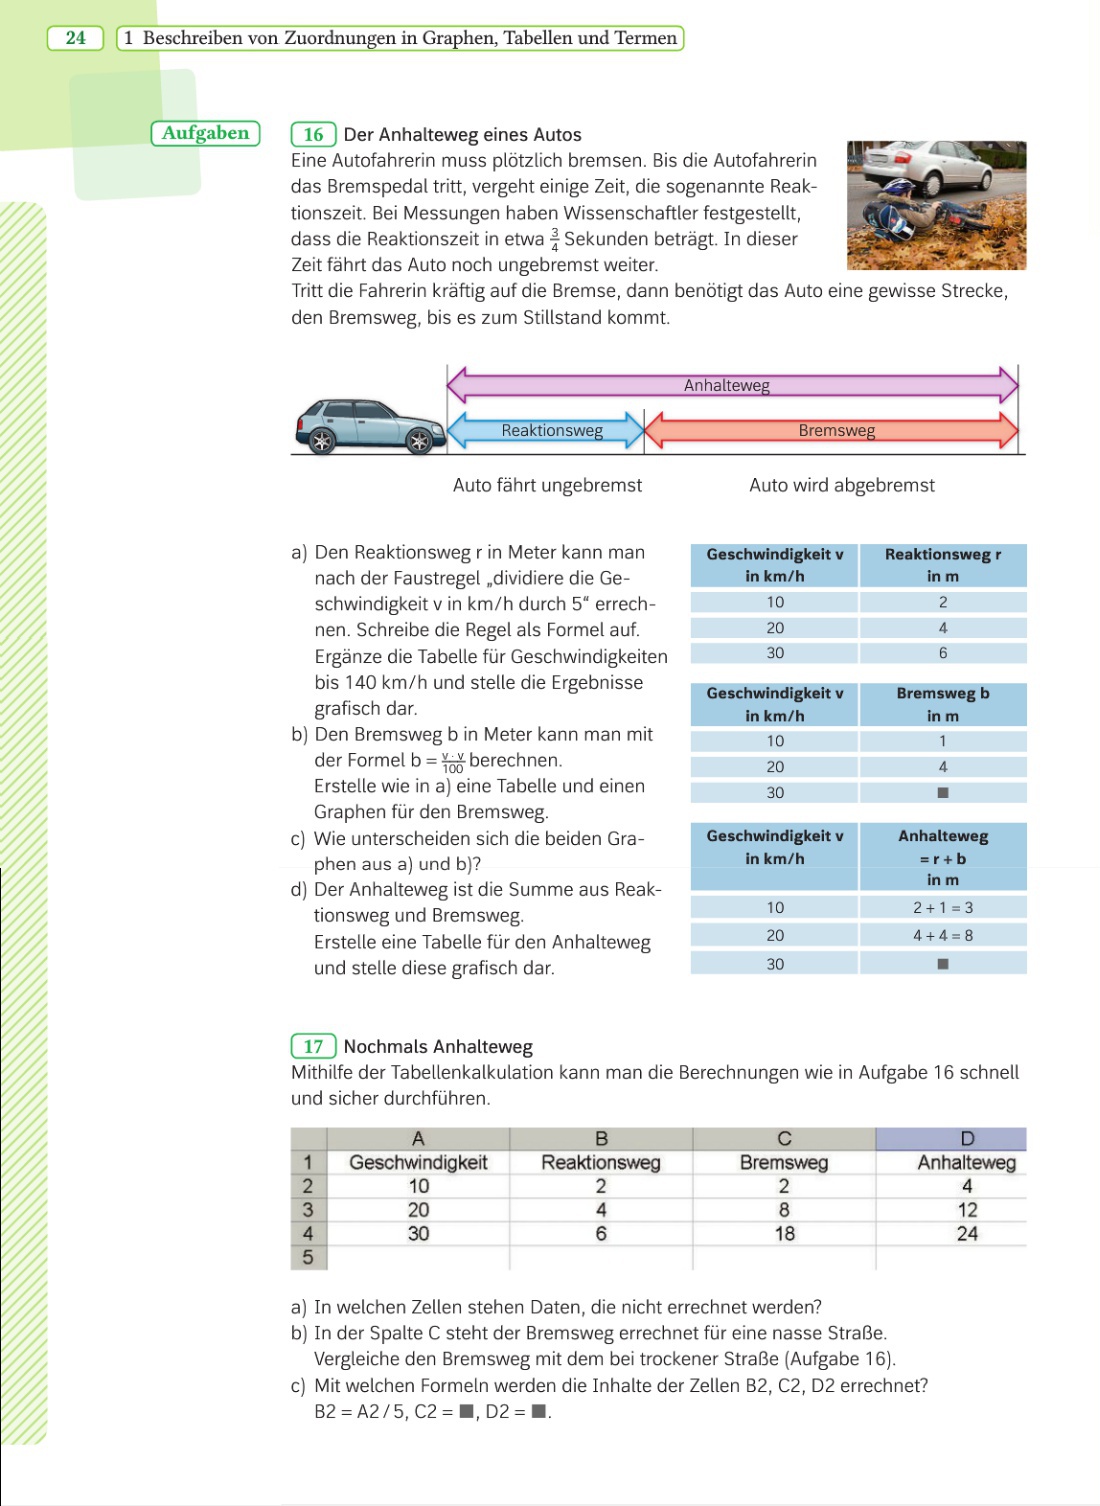 24
1 Beschreiben von Zuordnungen in Graphen, Tabellen und Termen
Aufgaben
16 Der Anhalteweg eines Autos
Eine Autofahrerin muss plötzlich bremsen. Bis die Autofahrerin
das Bremspedal tritt, vergeht einige Zeit, die sogenannte Reak-
tionszeit. Bei Messungen haben Wissenschaftler festgestellt,
dass die Reaktionszeit in etwa 3/4 Sekunden beträgt. In dieser
Zeit fährt das Auto noch ungebremst weiter.
Tritt die Fahrerin kräftig auf die Bremse, dann benötigt das Auto eine gewisse Strecke,
den Bremsweg, bis es zum Stillstand kommt.
Anhalteweg
Reaktionsweg Bremsweg
Auto fährt ungebremst Auto wird abgebremst
a) Den Reaktionsweg r in Meter kann man
nach der Faustregel „dividiere die Ge-
schwindigkeit v in km/h durch 5“ errech-
nen. Schreibe die Regel als Formel auf.
Ergänze die Tabelle für Geschwindigkeiten
bis 140 km/h und stelle die Ergebnisse
grafisch dar.
b) Den Bremsweg b in Meter kann man mit
der Formel b = v · v/100 berechnen.
Erstelle wie in a) eine Tabelle und einen
Graphen für den Bremsweg.
c) Wie unterscheiden sich die beiden Gra-
phen aus a) und b)?
d) Der Anhalteweg ist die Summe aus Reak-
tionsweg und Bremsweg.
Erstelle eine Tabelle für den Anhalteweg
und stelle diese grafisch dar.
Geschwindigkeit v Reaktionsweg r
in km/h in m
10 2
20 4
30 6
Geschwindigkeit v Bremsweg b
in km/h in m
10 1
20 4
30 ■
Geschwindigkeit v Anhalteweg
in km/h = r + b
in m
10 2 + 1 = 3
20 4 + 4 = 8
30 ■
17 Nochmals Anhalteweg
Mithilfe der Tabellenkalkulation kann man die Berechnungen wie in Aufgabe 16 schnell
und sicher durchführen.
A B C D
1 Geschwindigkeit Reaktionsweg Bremsweg Anhalteweg
2 10 2 2 4
3 20 4 8 12
4 30 6 18 24
5
a) In welchen Zellen stehen Daten, die nicht errechnet werden?
b) In der Spalte C steht der Bremsweg errechnet für eine nasse Straße.
Vergleiche den Bremsweg mit dem bei trockener Straße (Aufgabe 16).
c) Mit welchen Formeln werden die Inhalte der Zellen B2, C2, D2 errechnet?
B2 = A2 / 5, C2 = ■, D2 = ■.